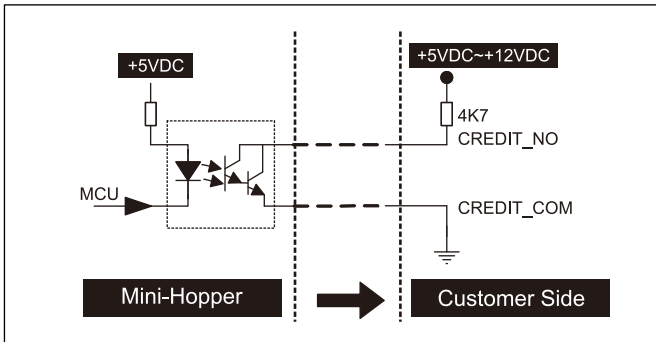 +5VDC
+5VDC~+12VDC
4K7
CREDIT_NO
MCU
CREDIT_COM
Mini-Hopper
Customer Side